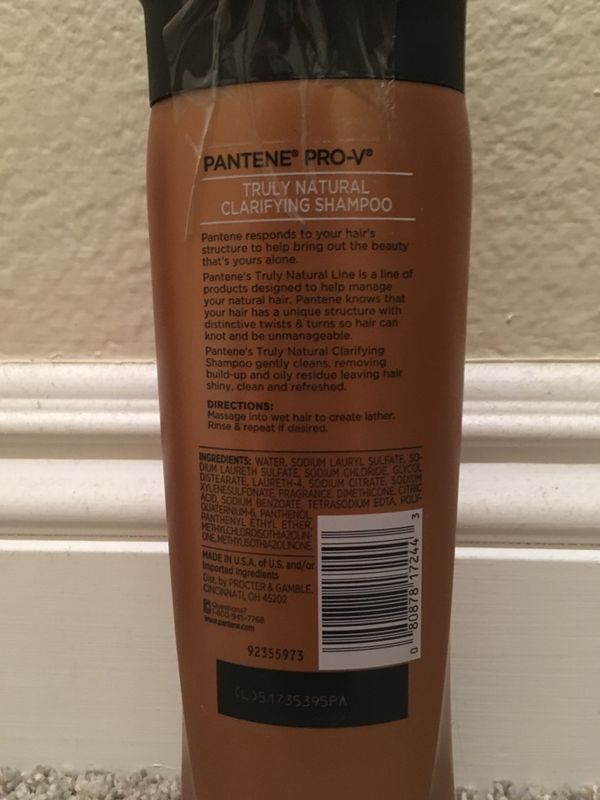 PANTENE® PRO-V®
TRULY NATURAL
CLARIFYING SHAMPOO
Pantene responds to your hair's
structure to help bring out the beauty
that's yours alone.
Pantene's Truly Natural Line is a line of
products designed to help manage
your natural hair. Pantene knows that
your hair has a unique structure with
distinctive twists & turns so hair can
knot and be unmanageable.
Pantene's Truly Natural Clarifying
Shampoo gently cleans, removing
build-up and oily residue leaving hair
shiny, clean and refreshed.
DIRECTIONS:
Massage into wet hair to create lather.
Rinse & repeat if desired.
INGREDIENTS: WATER, SODIUM LAURYL SULFATE, SO-
DIUM LAURETH SULFATE, SODIUM CHLORIDE, GLYCOL
DISTEARATE, LAURETH-4, SODIUM CITRATE, SODIUM
XYLENESULFONATE, FRAGRANCE, DIMETHICONE, CITRIC
ACID, SODIUM BENZOATE, TETRASODIUM EDTA, POLY-
QUATERNIUM-6, PANTHENOL,
PANTHENYL ETHYL ETHER,
METHYLCHLOROISOTHIAZOLIN-
ONE, METHYLISOTHIAZOLINONE.
MADE IN U.S.A. of U.S. and/or
Imported Ingredients
Dist. by PROCTER & GAMBLE,
CINCINNATI, OH 45202
Questions?
1-800-945-7768
www.pantene.com
92355973
0 80878 17244 3
(L)51735395PA